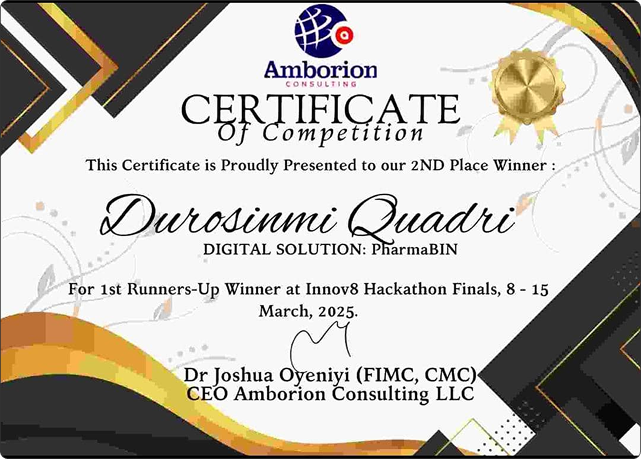 a
Amborion
CONSULTING
CERTIFICATE
Of Competition
This Certificate is Proudly Presented to our 2ND Place Winner :
Durosinmi Quadri
DIGITAL SOLUTION: PharmaBIN
For 1st Runners-Up Winner at Innov8 Hackathon Finals, 8 - 15
March, 2025.
Dr Joshua Oyeniyi (FIMC, CMC)
CEO Amborion Consulting LLC